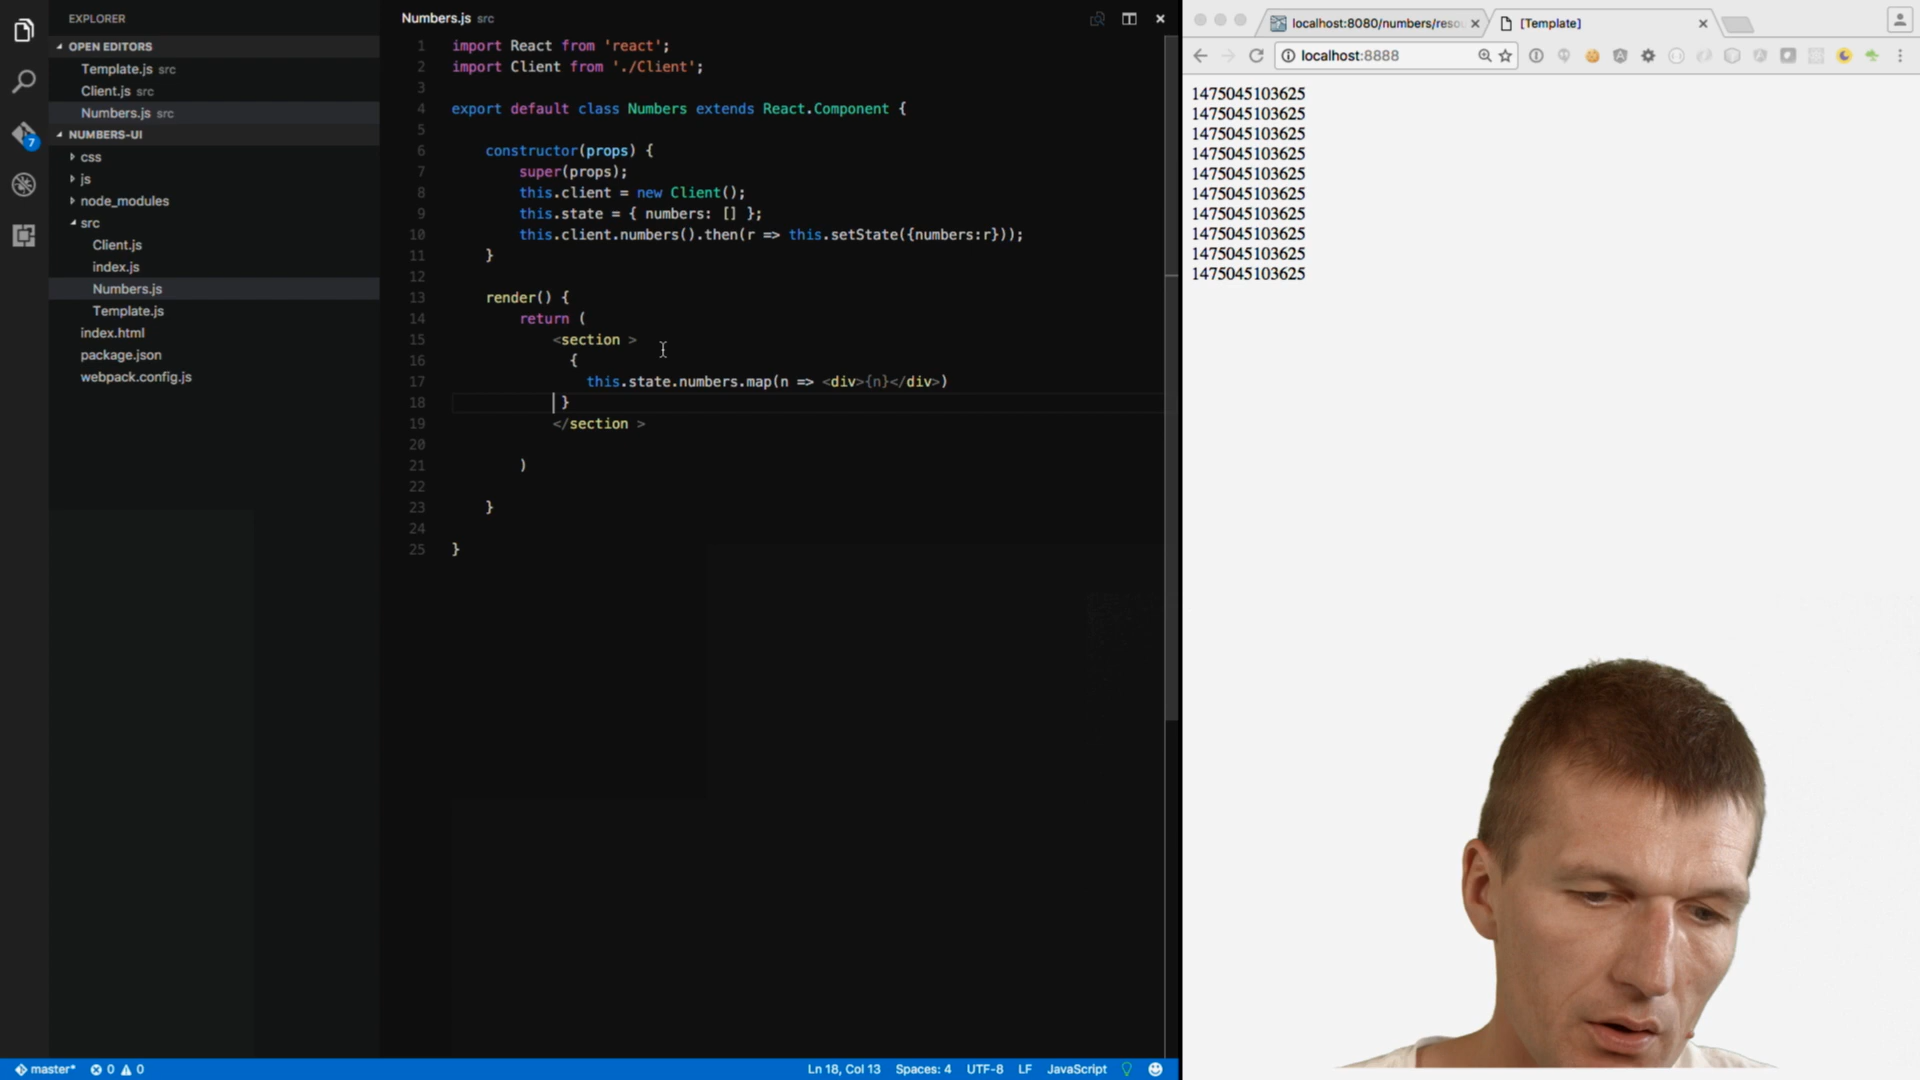 EXPLORER
OPEN EDITORS
Template.js src
Client.js src
Numbers.js src
7
NUMBERS-UI
css
js
node_modules
src
Client.js
index.js
Numbers.js
Template.js
index.html
package.json
webpack.config.js
Numbers.js src
1 import React from 'react';
2 import Client from './Client';
3
4 export default class Numbers extends React.Component {
5
6 constructor(props) {
7 super(props);
8 this.client = new Client();
9 this.state = { numbers: [] };
10 this.client.numbers().then(r => this.setState({numbers:r}));
11 }
12
13 render() {
14 return (
15 <section >
16 {
17 this.state.numbers.map(n => <div>{n}</div>)
18 }
19 </section >
20
21 )
22
23 }
24
25 }
master* 0 0
Ln 18, Col 13 Spaces: 4 UTF-8 LF JavaScript
localhost:8080/numbers/reso
[Template]
localhost:8888
1475045103625
1475045103625
1475045103625
1475045103625
1475045103625
1475045103625
1475045103625
1475045103625
1475045103625
1475045103625